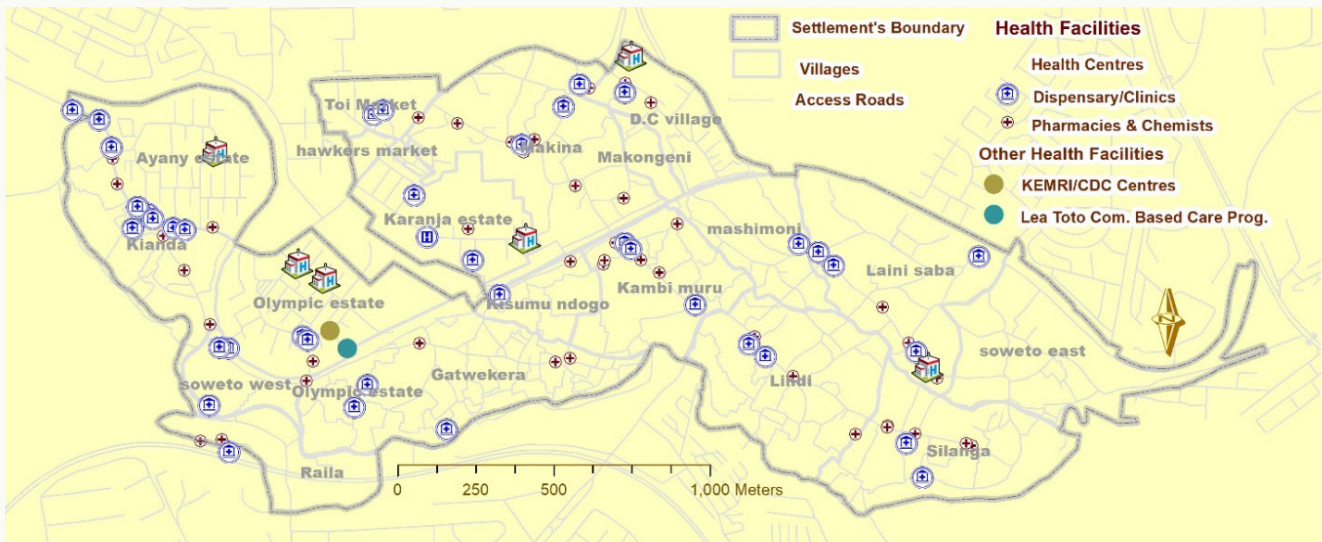 Settlement's Boundary
Villages
Access Roads
Health Facilities
Health Centres
Dispensary/Clinics
Pharmacies & Chemists
Other Health Facilities
KEMRI/CDC Centres
Lea Toto Com. Based Care Prog.
Toi Market
D.C village
hawkers market
Makina
Makongeni
Ayany estate
Karanja estate
mashimoni
Kianda
Laini saba
Kambi muru
Olympic estate
Kisumu ndogo
N
soweto east
Gatwekera
Lindi
soweto west
Olympic estate
Silanga
Raila
0 250 500 1,000 Meters